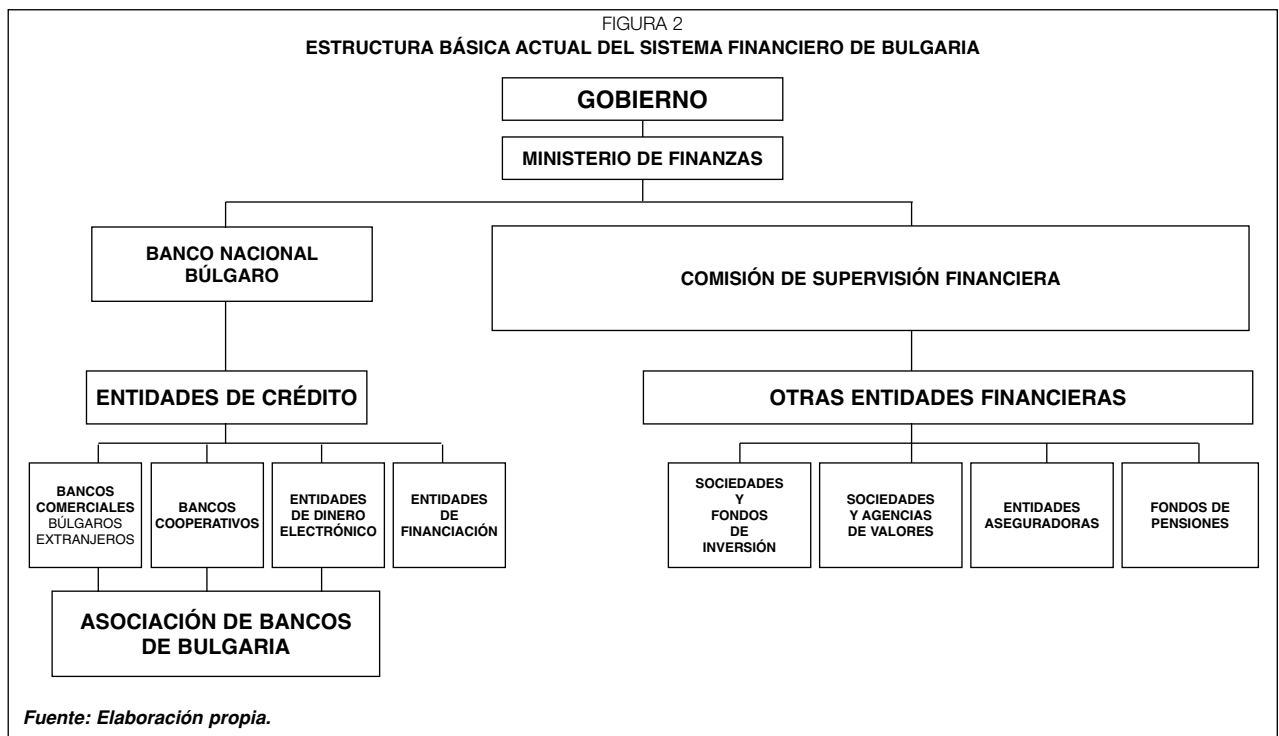 FIGURA 2
ESTRUCTURA BÁSICA ACTUAL DEL SISTEMA FINANCIERO DE BULGARIA
GOBIERNO
MINISTERIO DE FINANZAS
BANCO NACIONAL
BÚLGARO
COMISIÓN DE SUPERVISIÓN FINANCIERA
ENTIDADES DE CRÉDITO
OTRAS ENTIDADES FINANCIERAS
BANCOS
COMERCIALES
BÚLGAROS
EXTRANJEROS
BANCOS
COOPERATIVOS
ENTIDADES
DE DINERO
ELECTRÓNICO
ENTIDADES
DE
FINANCIACIÓN
SOCIEDADES
Y
FONDOS
DE
INVERSIÓN
SOCIEDADES
Y AGENCIAS
DE VALORES
ENTIDADES
ASEGURADORAS
FONDOS DE
PENSIONES
ASOCIACIÓN DE BANCOS
DE BULGARIA
Fuente: Elaboración propia.